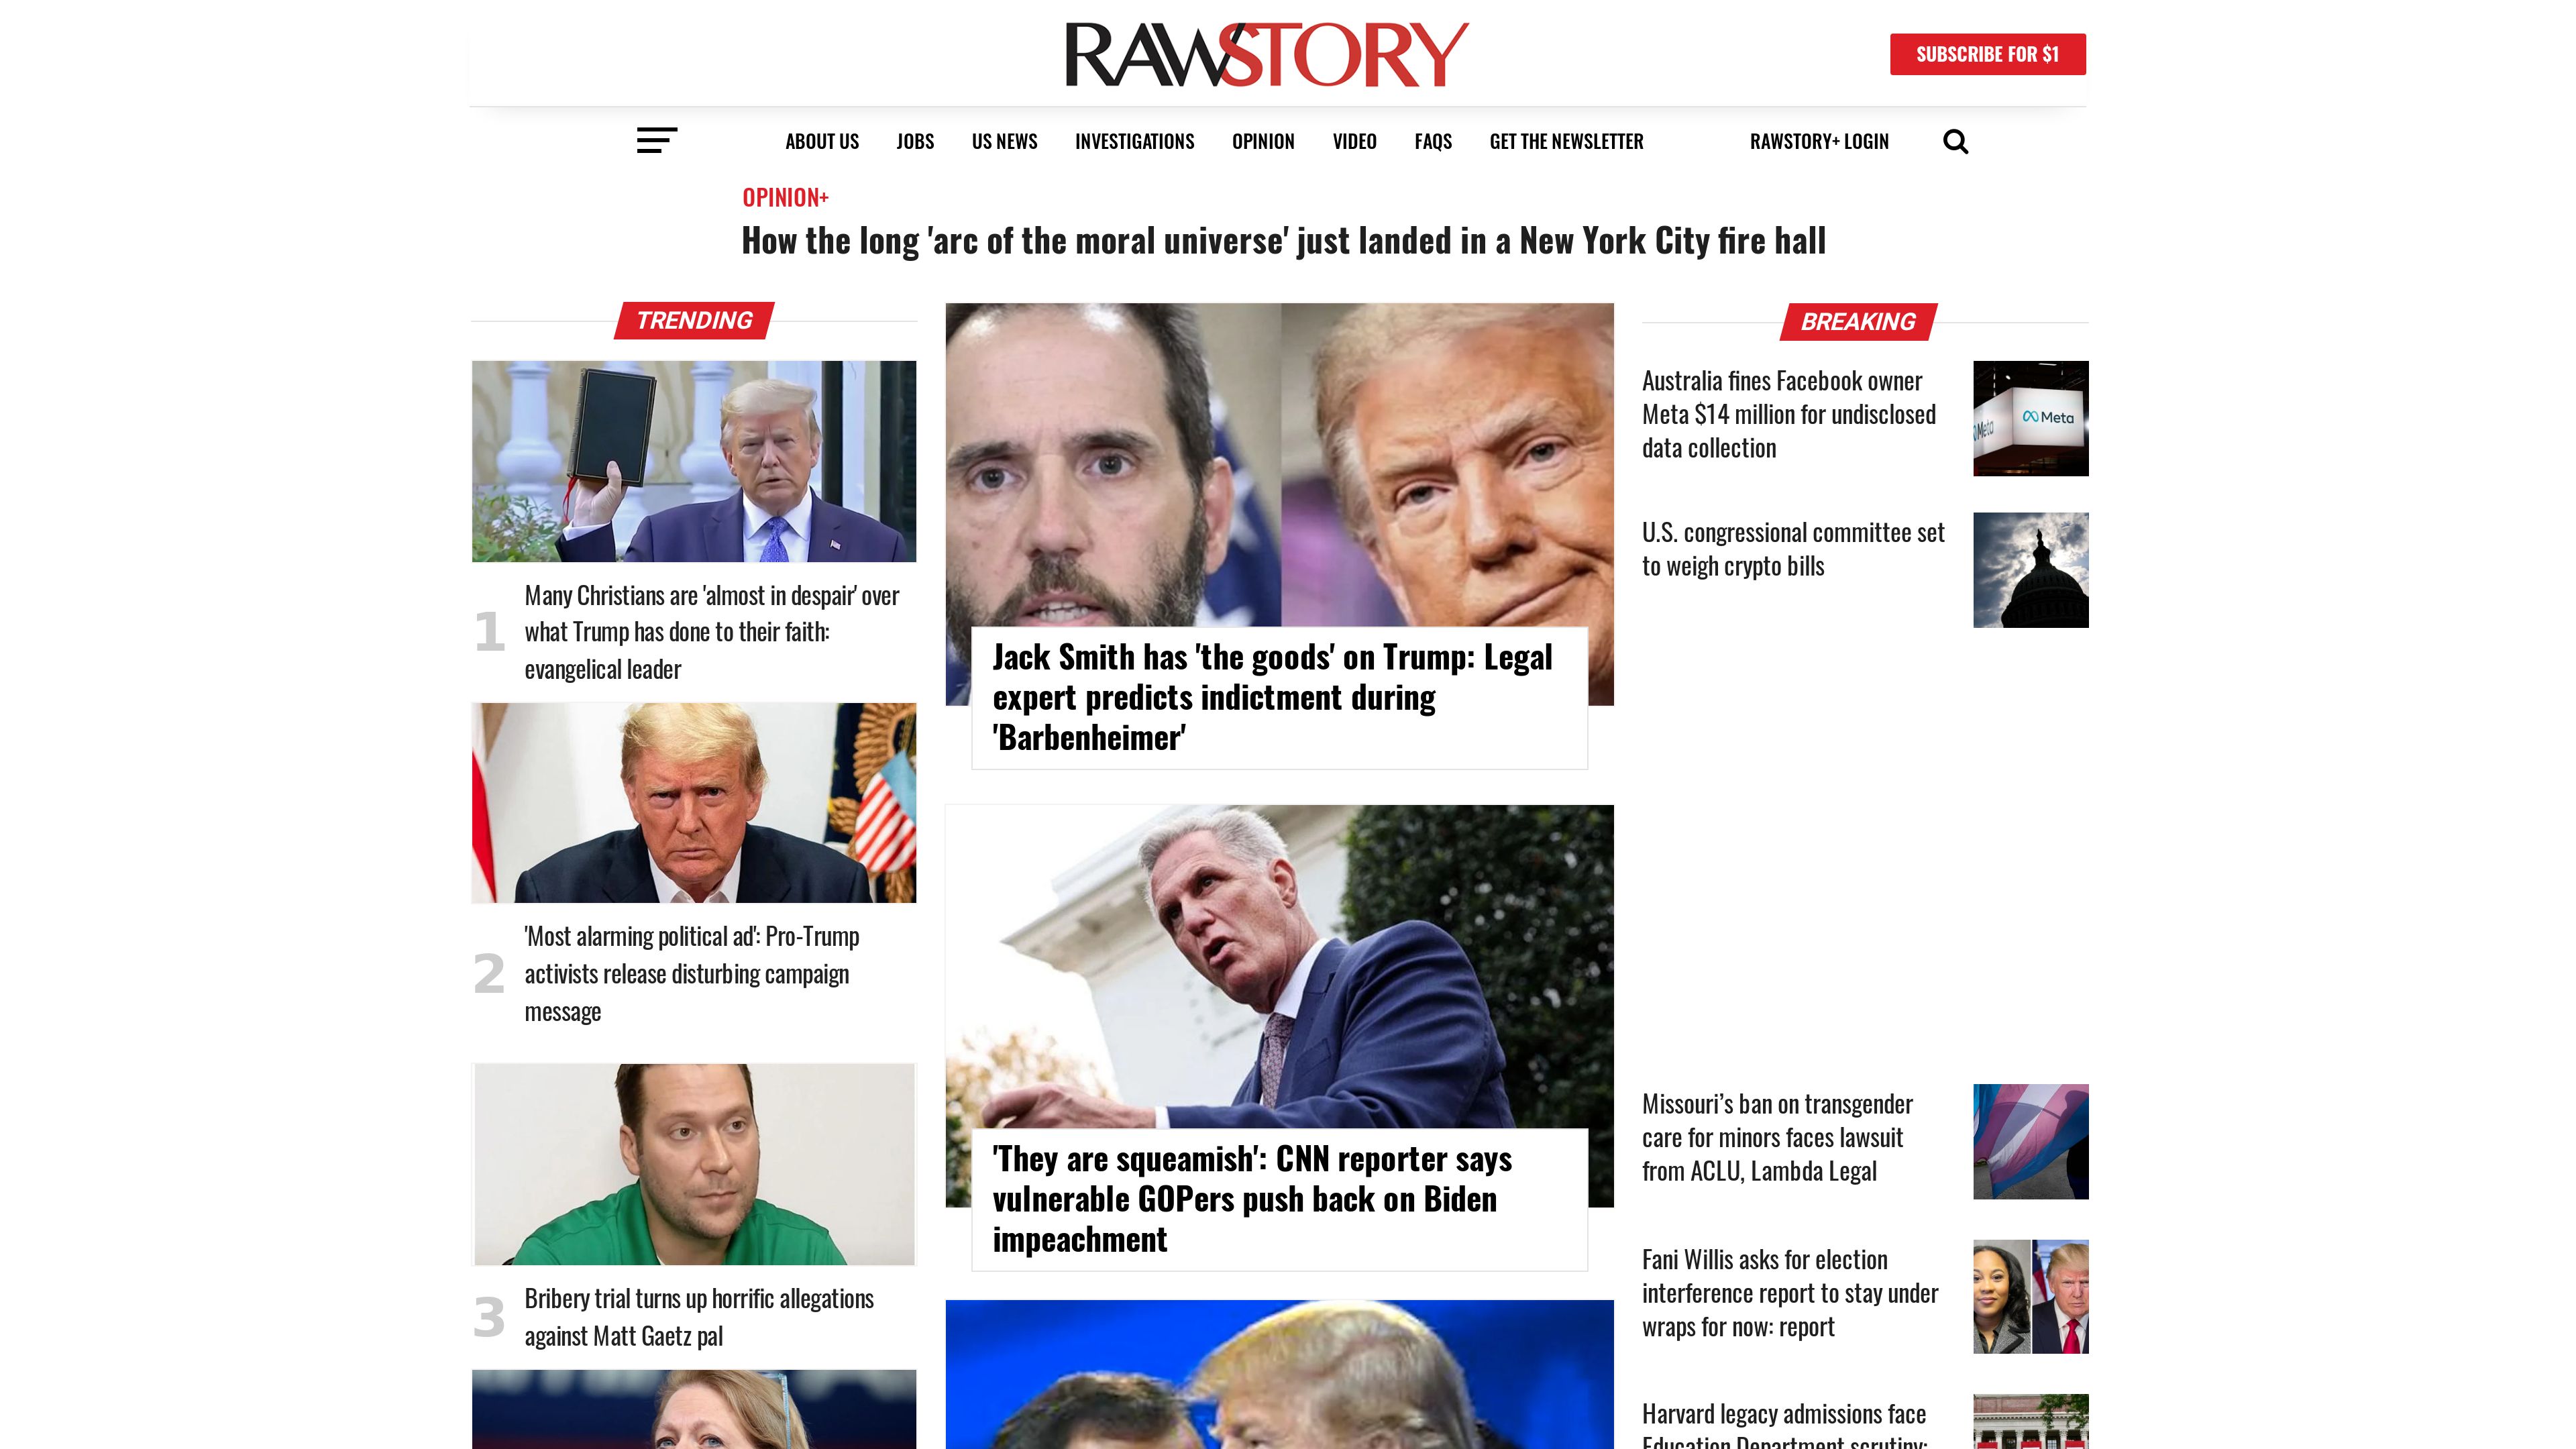 RAWSTORY
SUBSCRIBE FOR $1
ABOUT US JOBS US NEWS INVESTIGATIONS OPINION VIDEO FAQS GET THE NEWSLETTER RAWSTORY+ LOGIN
OPINION+
How the long 'arc of the moral universe' just landed in a New York City fire hall
TRENDING
1
Many Christians are 'almost in despair' over
what Trump has done to their faith:
evangelical leader
2
'Most alarming political ad': Pro-Trump
activists release disturbing campaign
message
3
Bribery trial turns up horrific allegations
against Matt Gaetz pal
Jack Smith has 'the goods' on Trump: Legal
expert predicts indictment during
'Barbenheimer'
'They are squeamish': CNN reporter says
vulnerable GOPers push back on Biden
impeachment
BREAKING
Australia fines Facebook owner
Meta $14 million for undisclosed
data collection
Meta
Meta
U.S. congressional committee set
to weigh crypto bills
Missouri’s ban on transgender
care for minors faces lawsuit
from ACLU, Lambda Legal
Fani Willis asks for election
interference report to stay under
wraps for now: report
Harvard legacy admissions face
Education Department scrutiny: